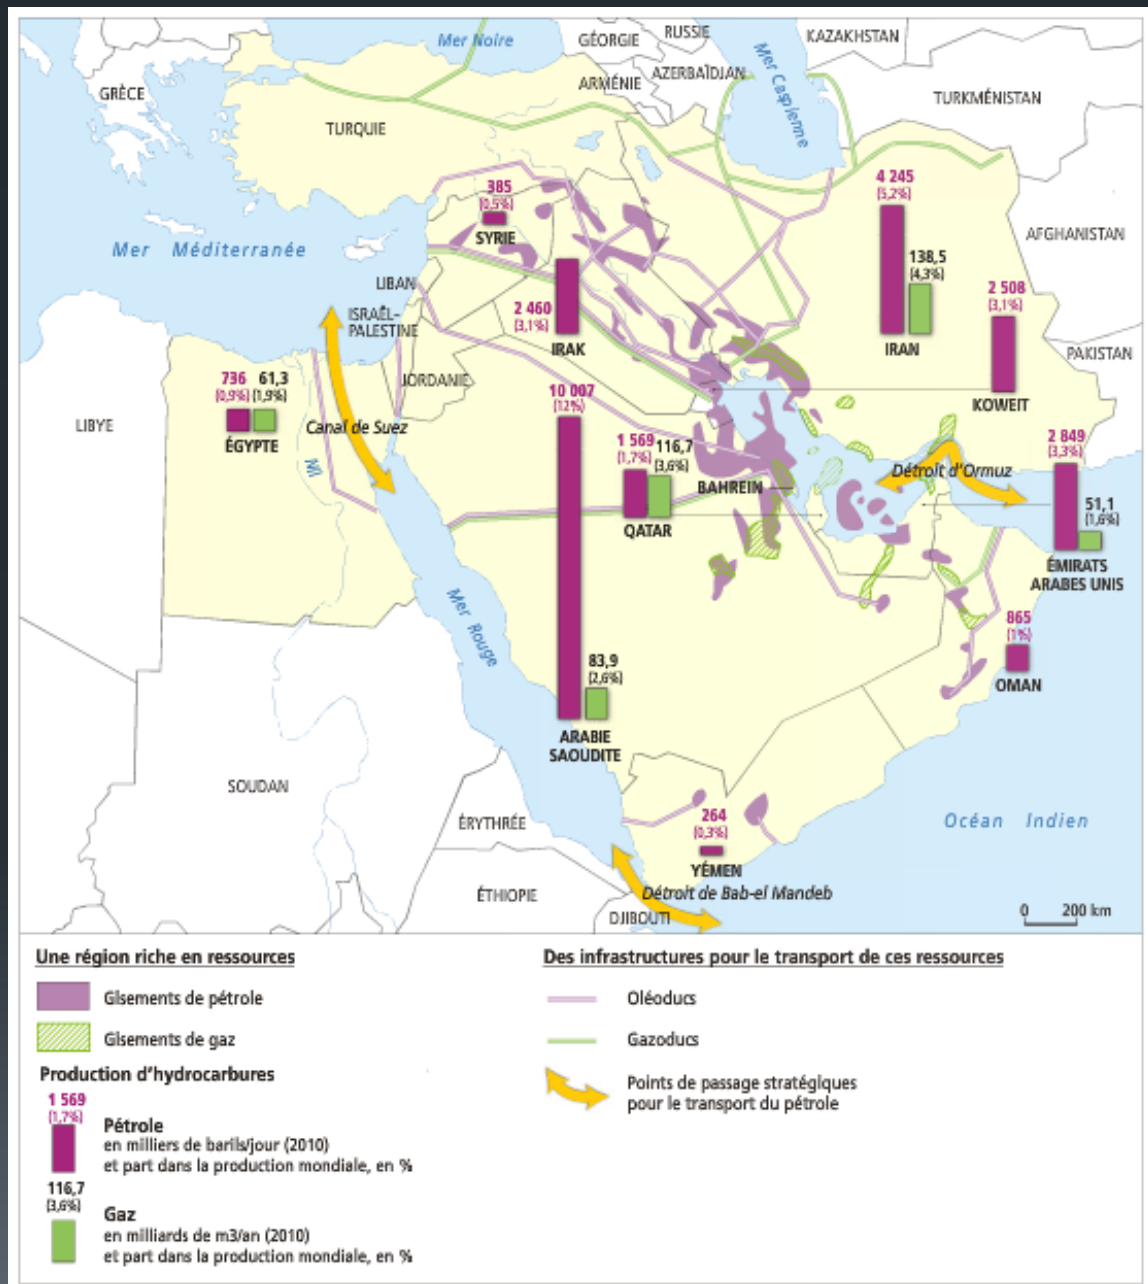 Mer Noire
GÉORGIE
RUSSIE
KAZAKHSTAN
GRÈCE
ARMÉNIE
AZERBAÏDJAN
Mer Caspienne
TURKMÉNISTAN
TURQUIE
385
(0,5%)
SYRIE
4 245
(5,2%)
138,5
(4,3%)
IRAN
AFGHANISTAN
Mer Méditerranée
LIBAN
ISRAËL-
PALESTINE
2 460
(3,1%)
IRAK
2 508
(3,1%)
KOWEIT
PAKISTAN
JORDANIE
LIBYE
736
(0,9%)
61,3
(1,9%)
ÉGYPTE
Canal de Suez
Nil
10 007
(12%)
83,9
(2,6%)
ARABIE
SAOUDITE
1 569
(1,7%)
116,7
(3,6%)
QATAR
BAHREIN
Détroit d'Ormuz
2 849
(3,3%)
51,1
(1,6%)
ÉMIRATS
ARABES UNIS
Mer Rouge
865
(1%)
OMAN
SOUDAN
ÉRYTHRÉE
264
(0,3%)
YÉMEN
Océan Indien
ÉTHIOPIE
Détroit de Bab-el Mandeb
DJIBOUTI
0 200 km
Une région riche en ressources
Gisements de pétrole
Gisements de gaz
Production d'hydrocarbures
1 569
(1,7%)
Pétrole
en milliers de barils/jour (2010)
et part dans la production mondiale, en %
116,7
(3,6%)
Gaz
en milliards de m3/an (2010)
et part dans la production mondiale, en %
Des infrastructures pour le transport de ces ressources
Oléoducs
Gazoducs
Points de passage stratégiques
pour le transport du pétrole